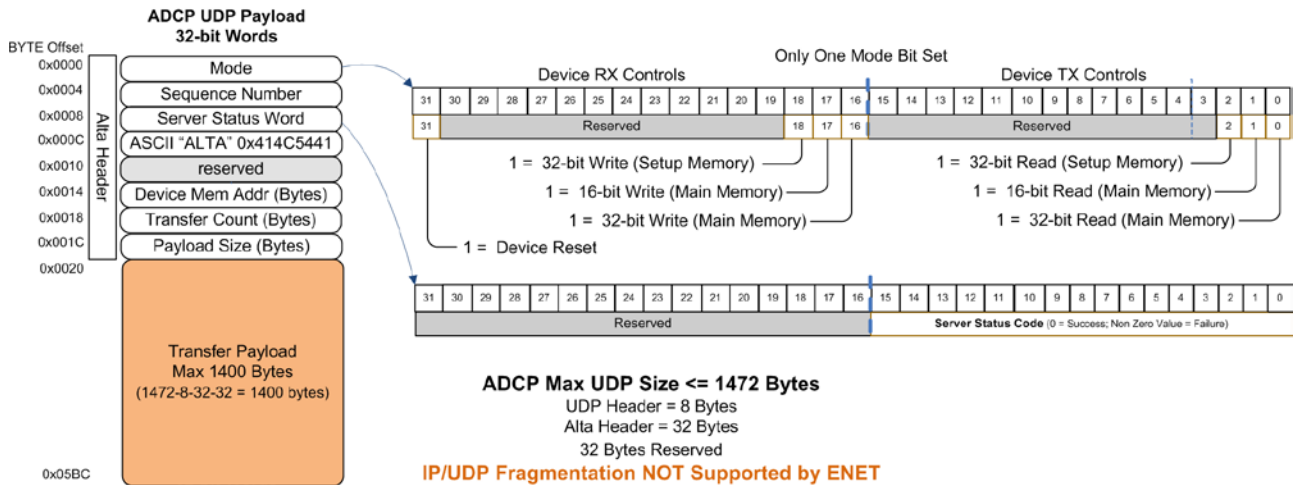 ADCP UDP Payload
32-bit Words
BYTE Offset
0x0000
0x0004
0x0008
0x000C
0x0010
0x0014
0x0018
0x001C
0x0020
0x05BC
Alta Header
Mode
Sequence Number
Server Status Word
ASCII "ALTA" 0x414C5441
reserved
Device Mem Addr (Bytes)
Transfer Count (Bytes)
Payload Size (Bytes)
Transfer Payload
Max 1400 Bytes
(1472-8-32-32 = 1400 bytes)
Only One Mode Bit Set
Device RX Controls
Device TX Controls
31 30 29 28 27 26 25 24 23 22 21 20 19 18 17 16 15 14 13 12 11 10 9 8 7 6 5 4 3 2 1 0
31 Reserved 18 17 16 Reserved 2 1 0
1 = 32-bit Write (Setup Memory)
1 = 16-bit Write (Main Memory)
1 = 32-bit Write (Main Memory)
1 = Device Reset
1 = 32-bit Read (Setup Memory)
1 = 16-bit Read (Main Memory)
1 = 32-bit Read (Main Memory)
31 30 29 28 27 26 25 24 23 22 21 20 19 18 17 16 15 14 13 12 11 10 9 8 7 6 5 4 3 2 1 0
Reserved
Server Status Code (0 = Success; Non Zero Value = Failure)
ADCP Max UDP Size <= 1472 Bytes
UDP Header = 8 Bytes
Alta Header = 32 Bytes
32 Bytes Reserved
IP/UDP Fragmentation NOT Supported by ENET